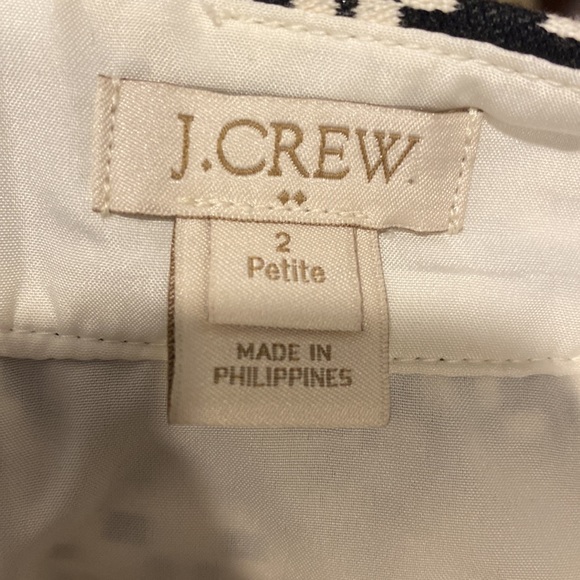 J.CREW.
2
Petite
MADE IN
PHILIPPINES